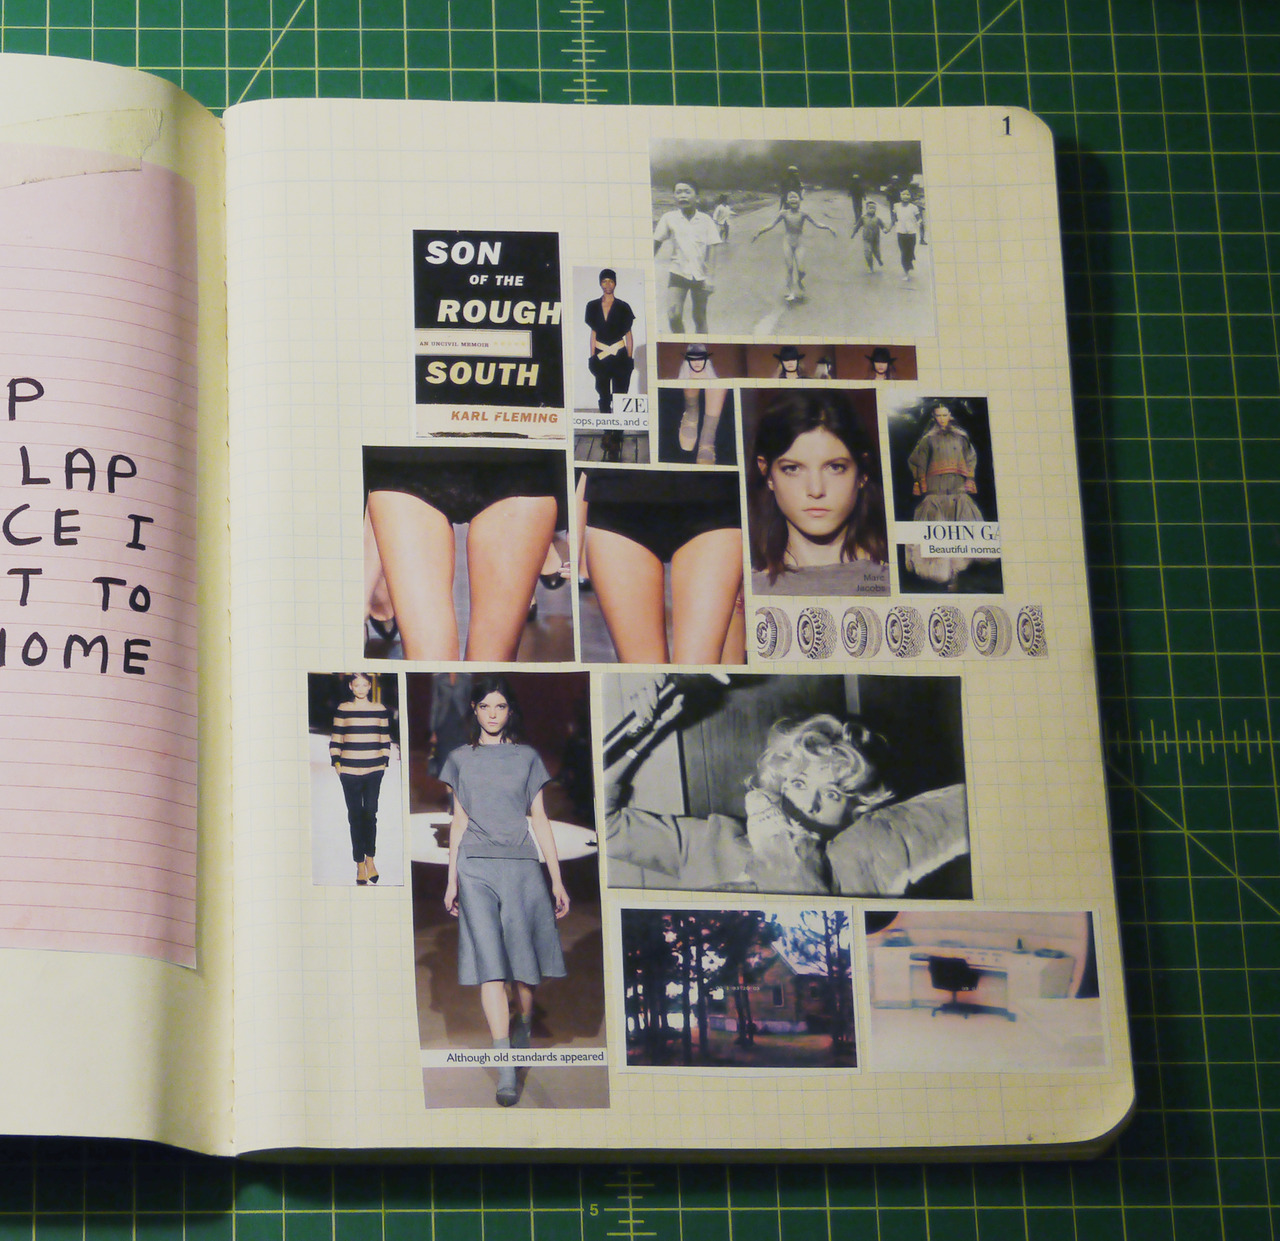 P
LAP
CE I
T TO
HOME
1
SON
OF THE
ROUGH
AN UNCIVIL MEMOIR
SOUTH
KARL FLEMING
ZE
tops, pants, and c
Marc
Jacobs
JOHN GA
Beautiful nomad
Although old standards appeared
5